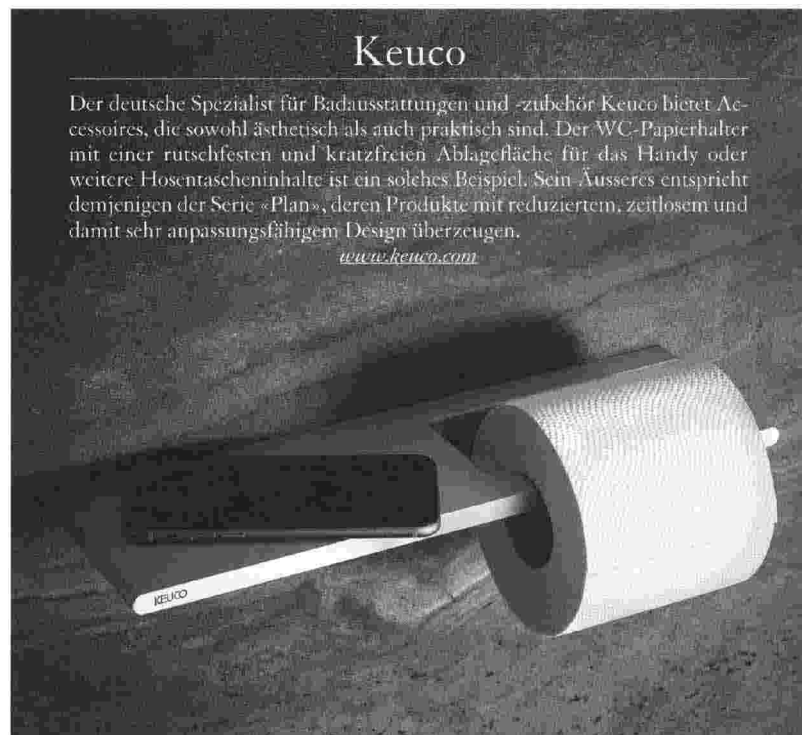 Keuco
Der deutsche Spezialist für Badausstattungen und -zubehör Keuco bietet Ac-
cessoires, die sowohl ästhetisch als auch praktisch sind. Der WC-Papierhalter
mit einer rutschfesten und kratzfreien Ablagefläche für das Handy oder
weitere Hosentascheninhalte ist ein solches Beispiel. Sein Äusseres entspricht
demjenigen der Serie «Plan», deren Produkte mit reduziertem, zeitlosem und
damit sehr anpassungsfähigem Design überzeugen.
www.keuco.com
KEUCO